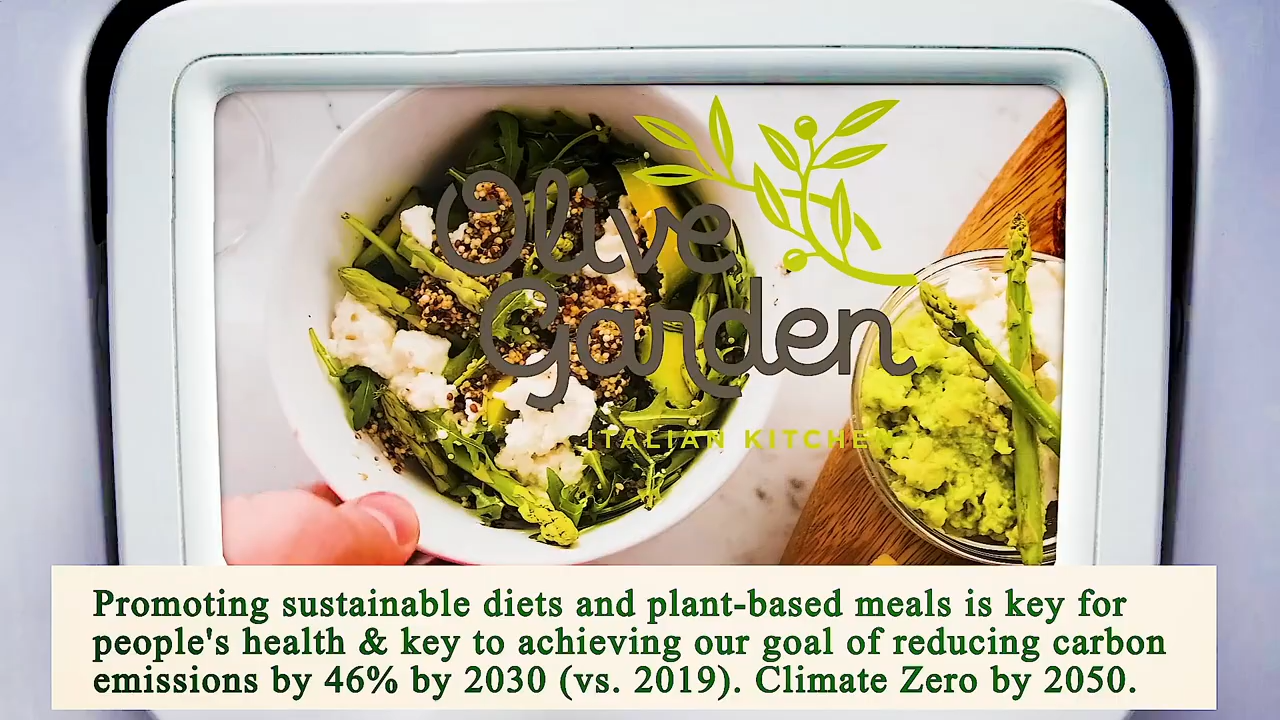 Olive
Garden
ITALIAN KITCHEN
Promoting sustainable diets and plant-based meals is key for
people's health & key to achieving our goal of reducing carbon
emissions by 46% by 2030 (vs. 2019). Climate Zero by 2050.